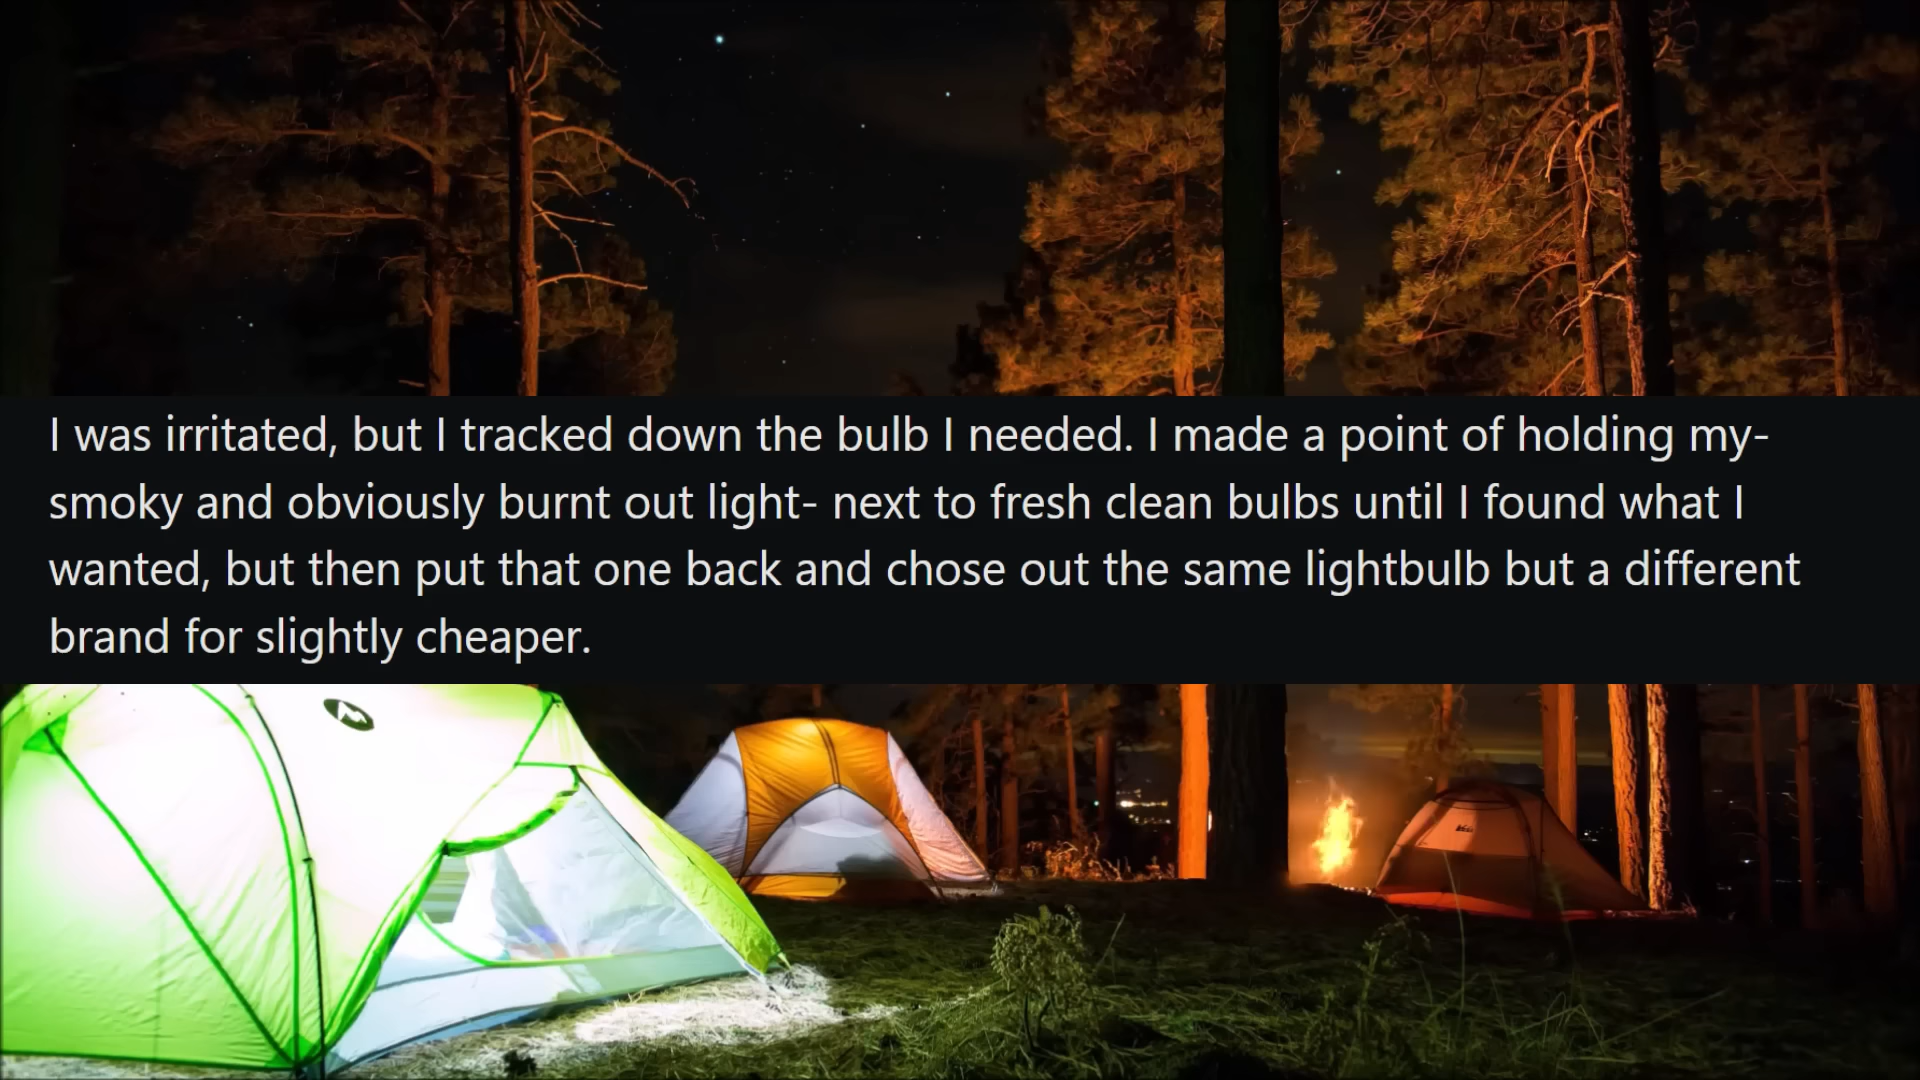 I was irritated, but I tracked down the bulb I needed. I made a point of holding my-
smoky and obviously burnt out light- next to fresh clean bulbs until I found what I
wanted, but then put that one back and chose out the same lightbulb but a different
brand for slightly cheaper.